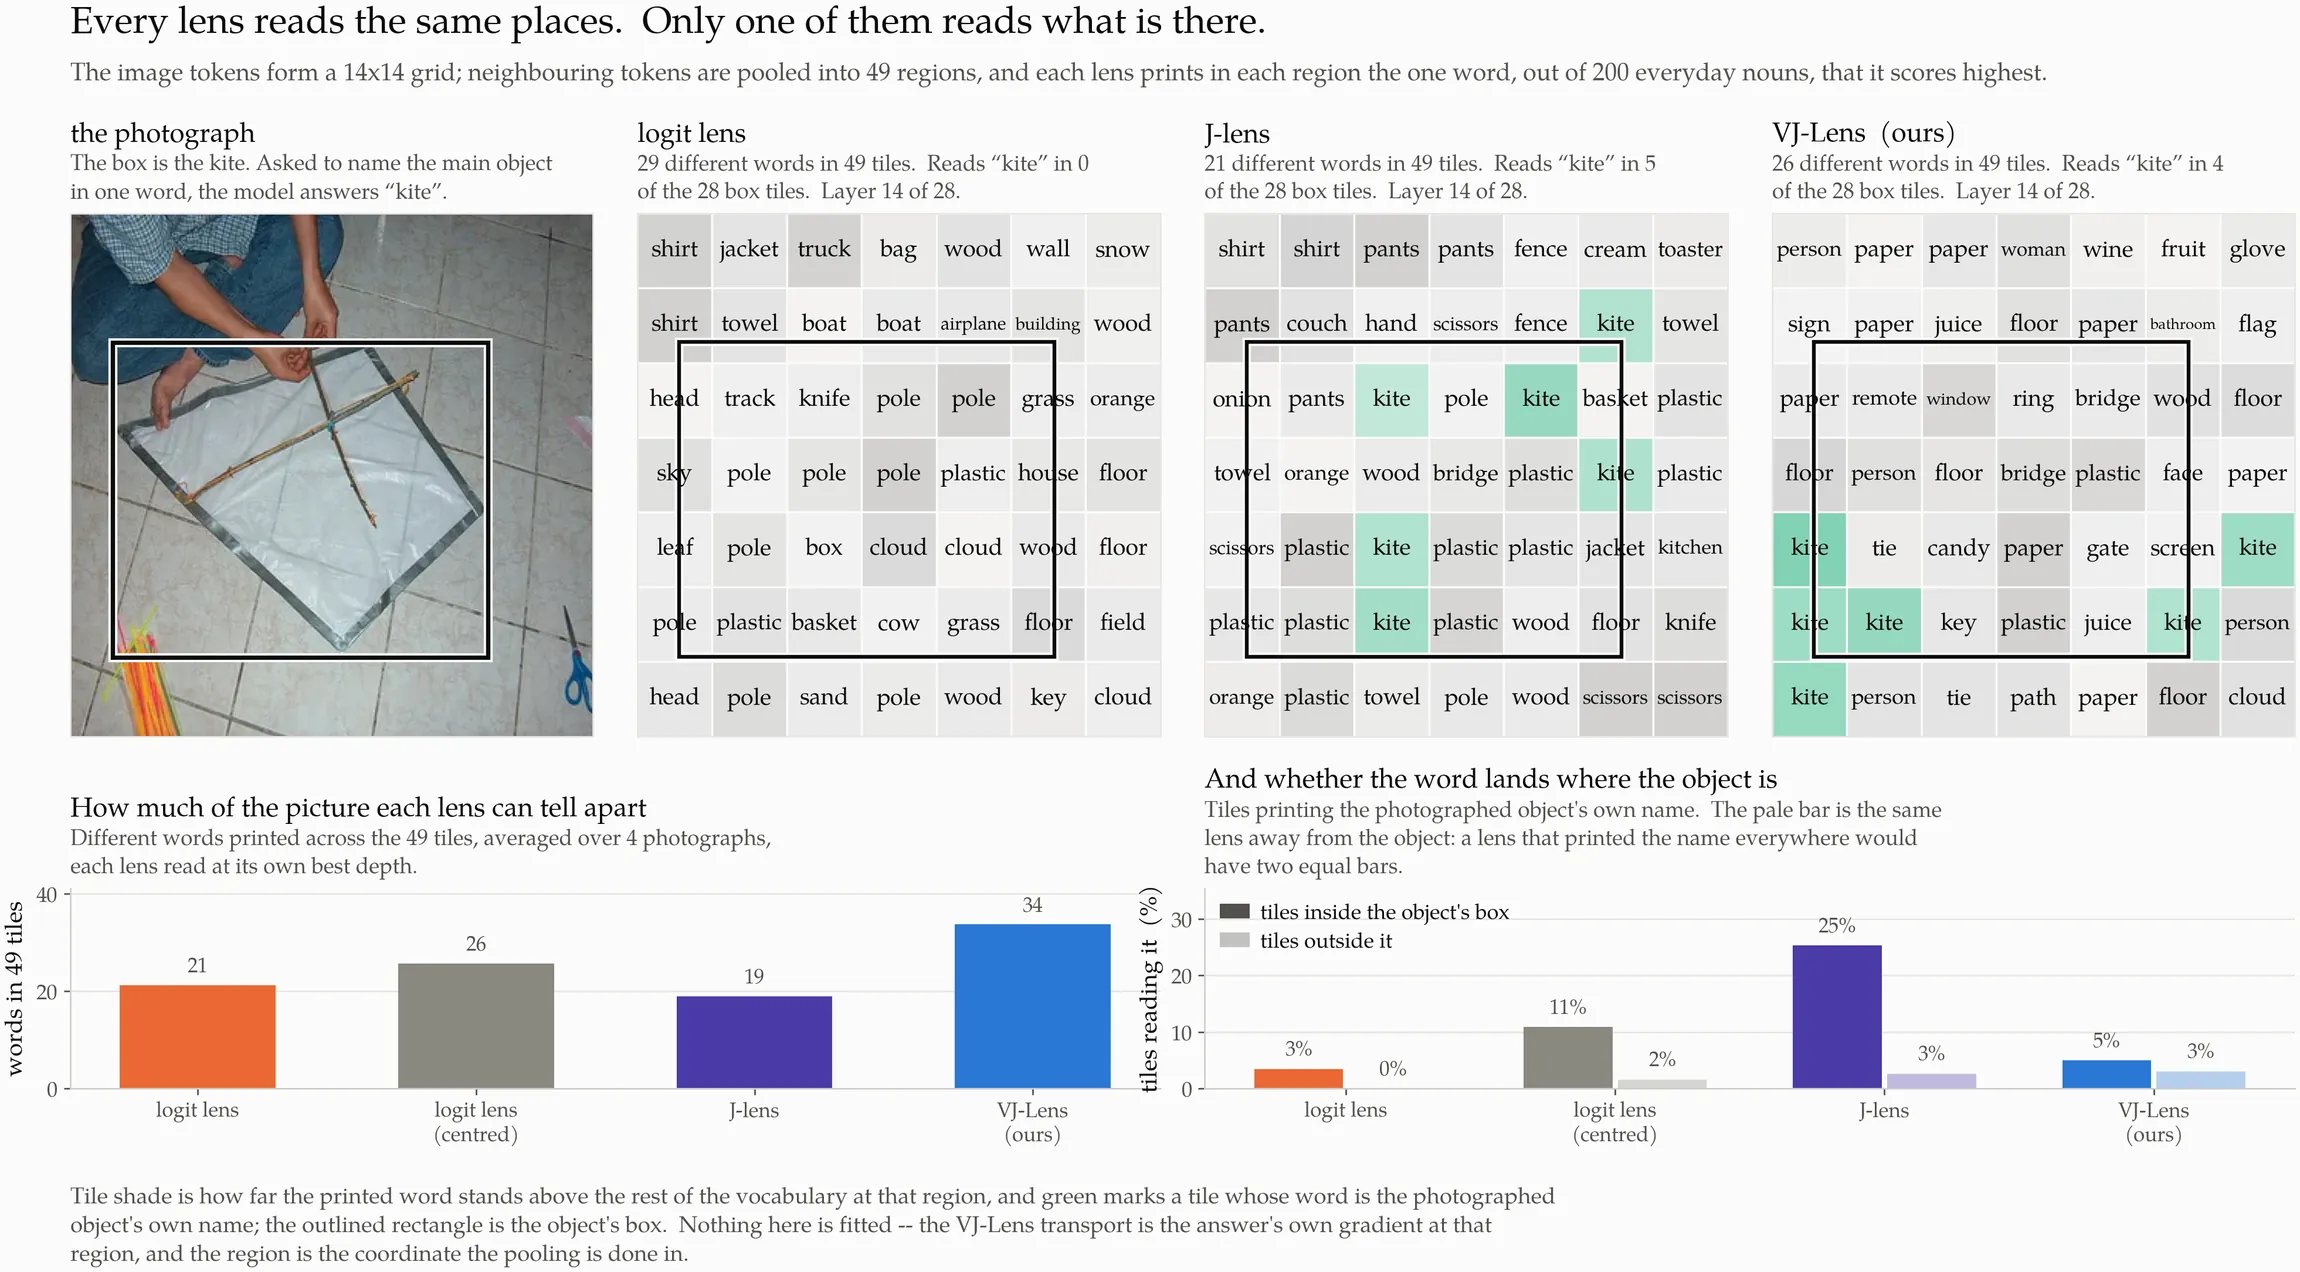 Every lens reads the same places.  Only one of them reads what is there.
The image tokens form a 14x14 grid; neighbouring tokens are pooled into 49 regions, and each lens prints in each region the one word, out of 200 everyday nouns, that it scores highest.
the photograph
The box is the kite. Asked to name the main object
in one word, the model answers “kite”.
logit lens
29 different words in 49 tiles.  Reads “kite” in 0
of the 28 box tiles.  Layer 14 of 28.
shirt jacket truck bag wood wall snow
shirt towel boat boat airplane building wood
head track knife pole pole grass orange
sky pole pole pole plastic house floor
leaf pole box cloud cloud wood floor
pole plastic basket cow grass floor field
head pole sand pole wood key cloud
J-lens
21 different words in 49 tiles.  Reads “kite” in 5
of the 28 box tiles.  Layer 14 of 28.
shirt shirt pants pants fence cream toaster
pants couch hand scissors fence kite towel
onion pants kite pole kite basket plastic
towel orange wood bridge plastic kite plastic
scissors plastic kite plastic plastic jacket kitchen
plastic plastic kite plastic wood floor knife
orange plastic towel pole wood scissors scissors
VJ-Lens (ours)
26 different words in 49 tiles.  Reads “kite” in 4
of the 28 box tiles.  Layer 14 of 28.
person paper paper woman wine fruit glove
sign paper juice floor paper bathroom flag
paper remote window ring bridge wood floor
floor person floor bridge plastic face paper
kite tie candy paper gate screen kite
kite kite key plastic juice kite person
kite person tie path paper floor cloud
How much of the picture each lens can tell apart
Different words printed across the 49 tiles, averaged over 4 photographs,
each lens read at its own best depth.
words in 49 tiles
40
20
0
21
26
19
34
logit lens
logit lens
(centred)
J-lens
VJ-Lens
(ours)
And whether the word lands where the object is
Tiles printing the photographed object's own name.  The pale bar is the same
lens away from the object: a lens that printed the name everywhere would
have two equal bars.
tiles reading it (%)
30
20
10
0
tiles inside the object's box
tiles outside it
3%
0%
11%
2%
25%
3%
5%
3%
logit lens
logit lens
(centred)
J-lens
VJ-Lens
(ours)
Tile shade is how far the printed word stands above the rest of the vocabulary at that region, and green marks a tile whose word is the photographed
object's own name; the outlined rectangle is the object's box.  Nothing here is fitted -- the VJ-Lens transport is the answer's own gradient at that
region, and the region is the coordinate the pooling is done in.